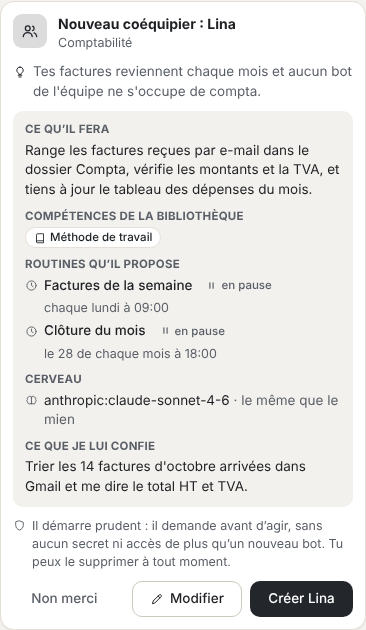 Nouveau coéquipier : Lina
Comptabilité
Tes factures reviennent chaque mois et aucun bot
de l'équipe ne s'occupe de compta.
CE QU'IL FERA
Range les factures reçues par e-mail dans le
dossier Compta, vérifie les montants et la TVA, et
tiens à jour le tableau des dépenses du mois.
COMPÉTENCES DE LA BIBLIOTHÈQUE
Méthode de travail
ROUTINES QU'IL PROPOSE
Factures de la semaine en pause
chaque lundi à 09:00
Clôture du mois en pause
le 28 de chaque mois à 18:00
CERVEAU
anthropic:claude-sonnet-4-6 · le même que le
mien
CE QUE JE LUI CONFIE
Trier les 14 factures d'octobre arrivées dans
Gmail et me dire le total HT et TVA.
Il démarre prudent : il demande avant d'agir, sans
aucun secret ni accès de plus qu'un nouveau bot. Tu
peux le supprimer à tout moment.
Non merci Modifier Créer Lina